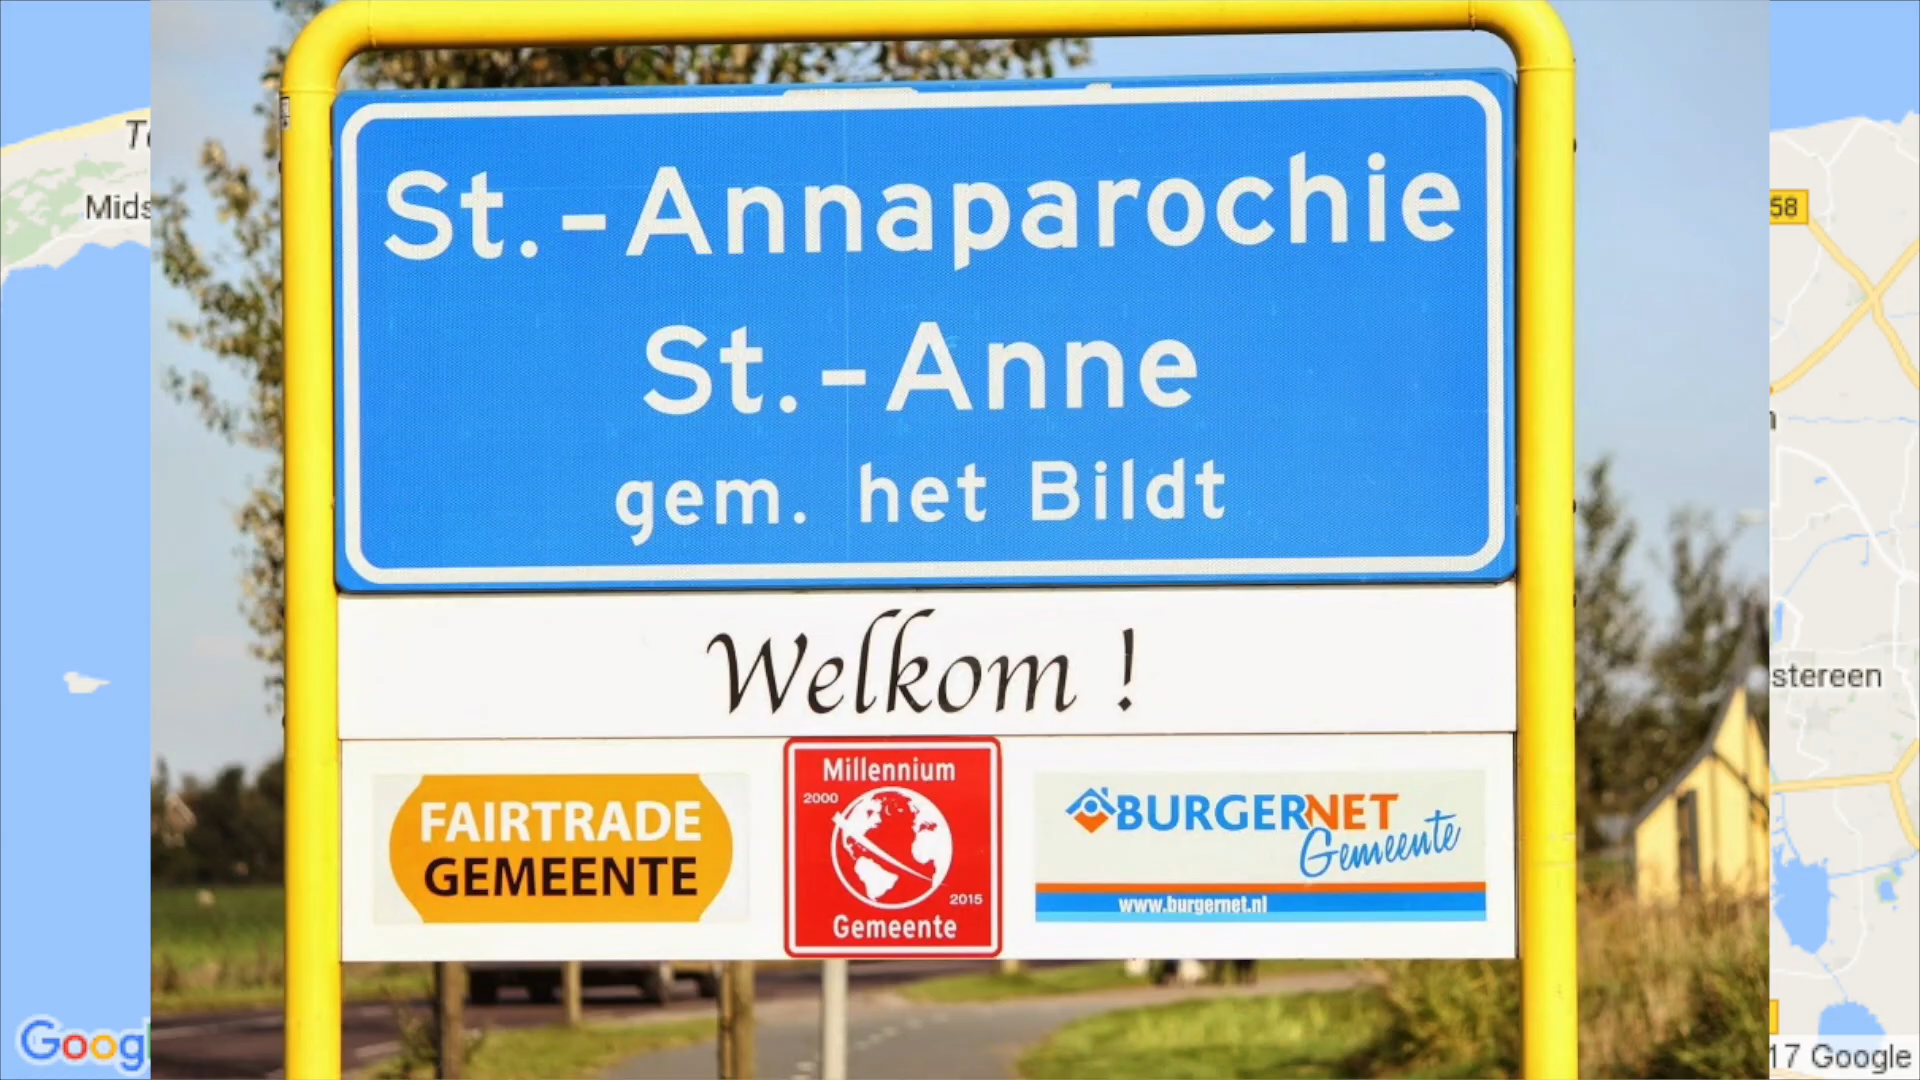 St.-Annaparochie
St.-Anne
gem. het Bildt
Welkom !
FAIRTRADE
GEMEENTE
Millennium
2000
2015
Gemeente
BURGERNET
Gemeente
www.burgernet.nl
Mids
58
stereen
Goog
17 Google